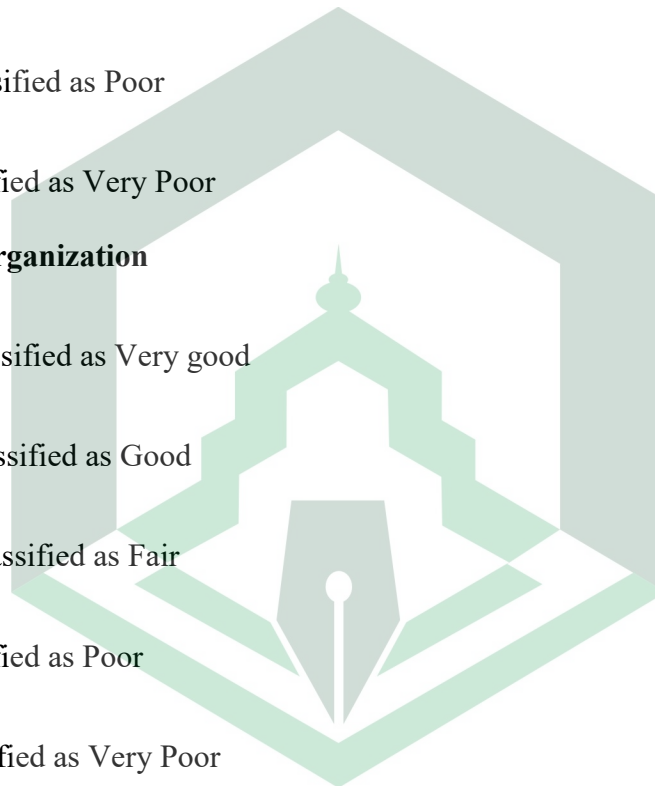 sified as Poor
fied as Very Poor
rganization
sified as Very good
ssified as Good
assified as Fair
fied as Poor
fied as Very Poor